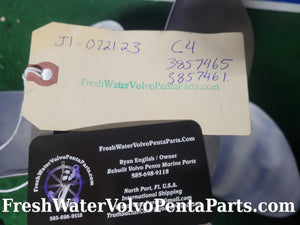 J1-072123 C4
3857465
3857461
FreshWaterVolvoPentaParts.Com
FreshWaterVolvoPentaParts.Com
Ryan English / Owner
Rebuilt Volvo Penta Marine Parts
585-698-9118
North Port, Fl. U.S.A.
International Shipping
FreshWaterVolvoPentaParts.Com